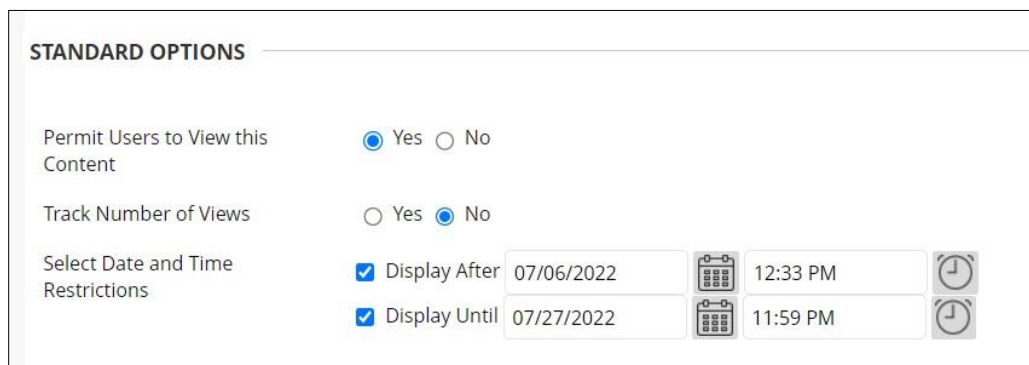 STANDARD OPTIONS
Permit Users to View this
Content
Yes No
Track Number of Views
Yes No
Select Date and Time
Restrictions
Display After 07/06/2022 12:33 PM
Display Until 07/27/2022 11:59 PM